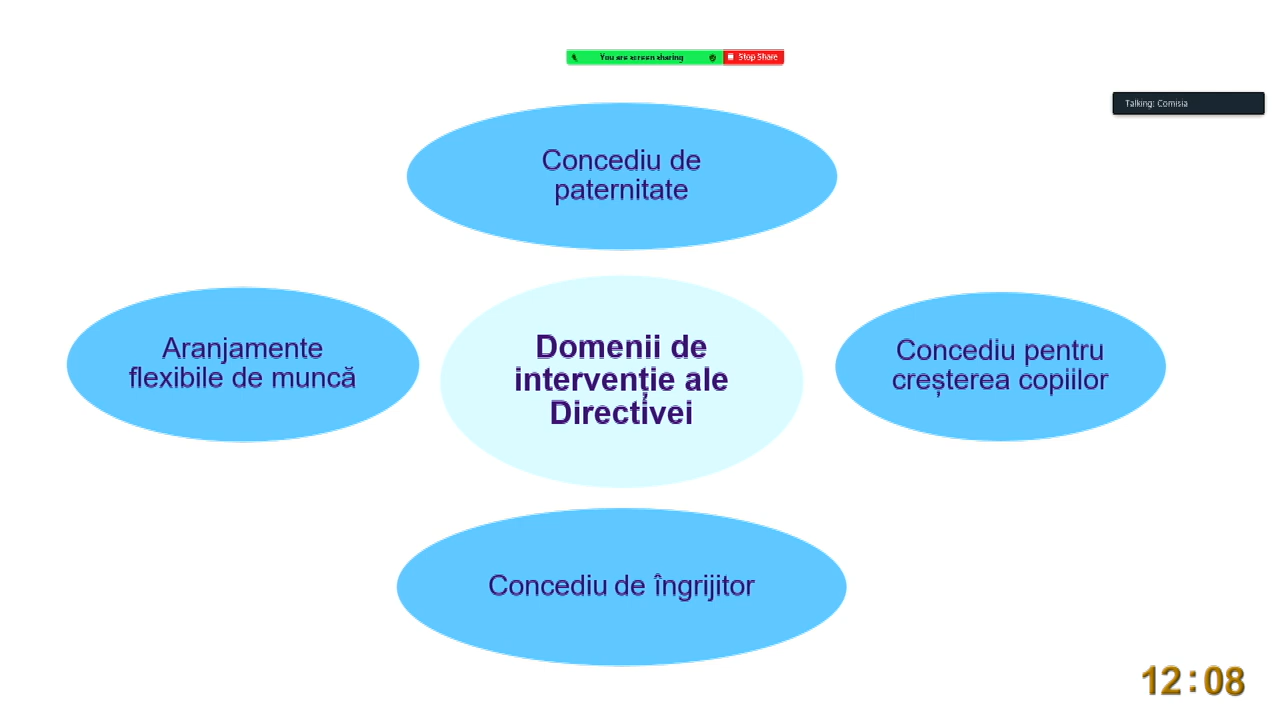 You are screen sharing Stop Share
Talking: Comisia
Concediu de
paternitate
Aranjamente
flexibile de muncă
Domenii de
intervenție ale
Directivei
Concediu pentru
creșterea copiilor
Concediu de îngrijitor
12:08